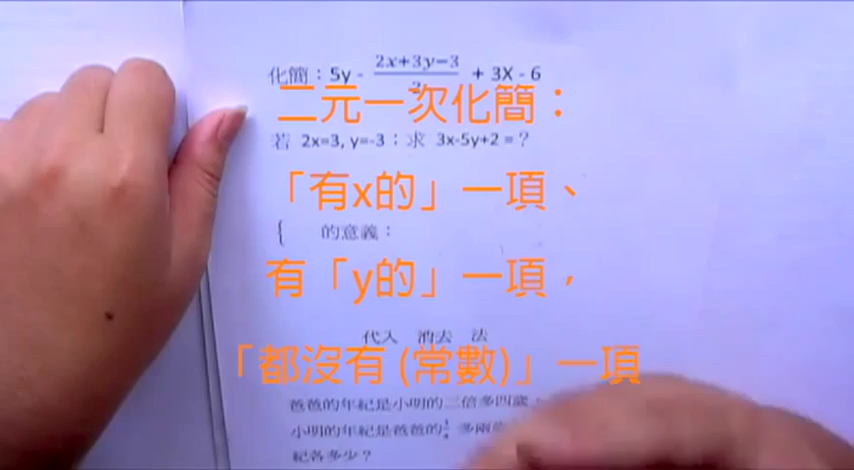 化簡：5y - (2x+3y-3)/ + 3X - 6
二元一次化簡：
若 2x=3, y=-3；求 3x-5y+2 = ?
「有x的」一項、
{ 的意義：
有「y的」一項，
代入 消去 法
「都沒有 (常數)」一項
爸爸的年紀是小明的三倍多四歲，
小明的年紀是爸爸的 多兩
紀各多少？